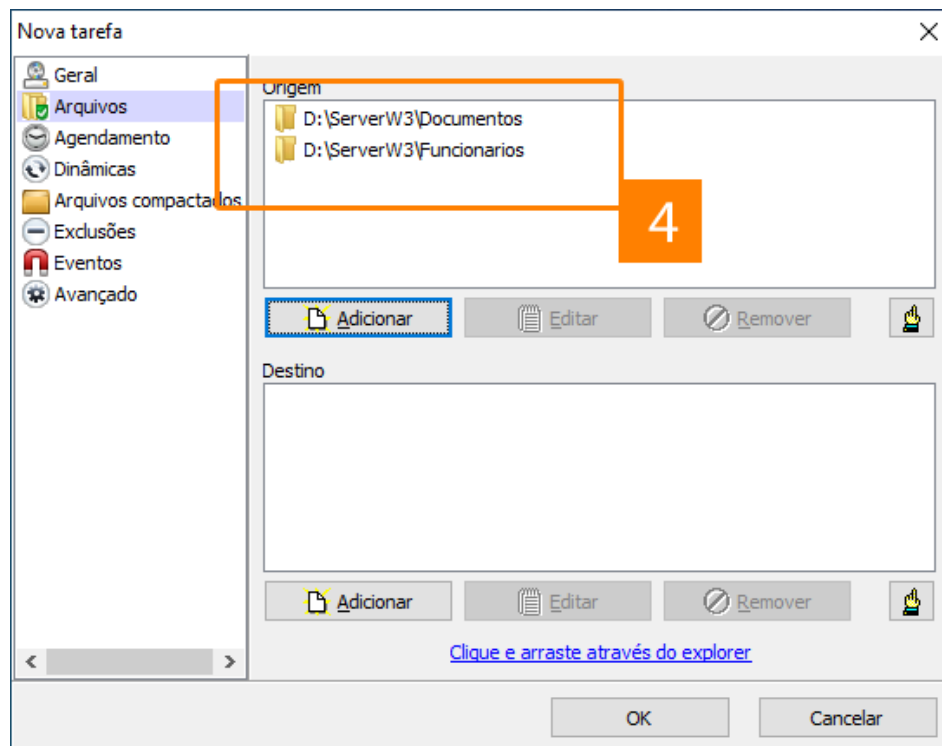 Nova tarefa
Geral
Arquivos
Agendamento
Dinâmicas
Arquivos compactados
Exclusões
Eventos
Avançado
Origem
D:\ServerW3\Documentos
D:\ServerW3\Funcionarios
4
Adicionar Editar Remover
Destino
Adicionar Editar Remover
Clique e arraste através do explorer
OK Cancelar